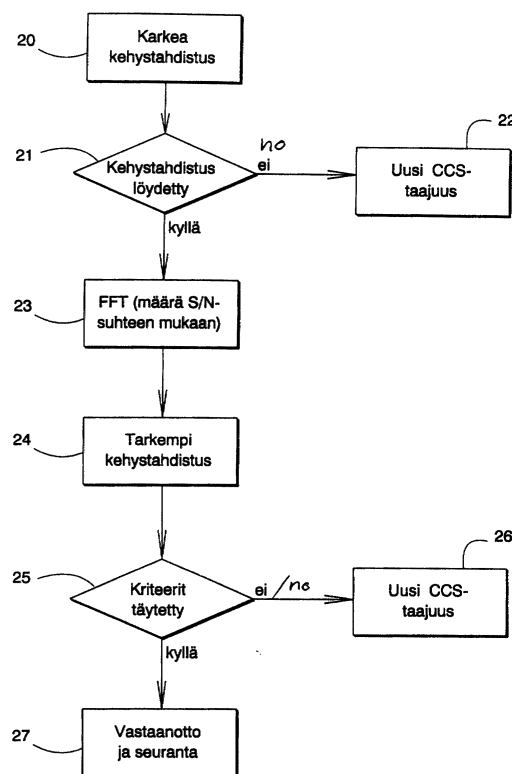 20
Karkea
kehystahdistus
21
Kehystahdistus
löydetty
no
ei
22
Uusi CCS-
taajuus
kyllä
23
FFT (määrä S/N-
suhteen mukaan)
24
Tarkempi
kehystahdistus
25
Kriteerit
täytetty
ei /no
26
Uusi CCS-
taajuus
kyllä
27
Vastaanotto
ja seuranta